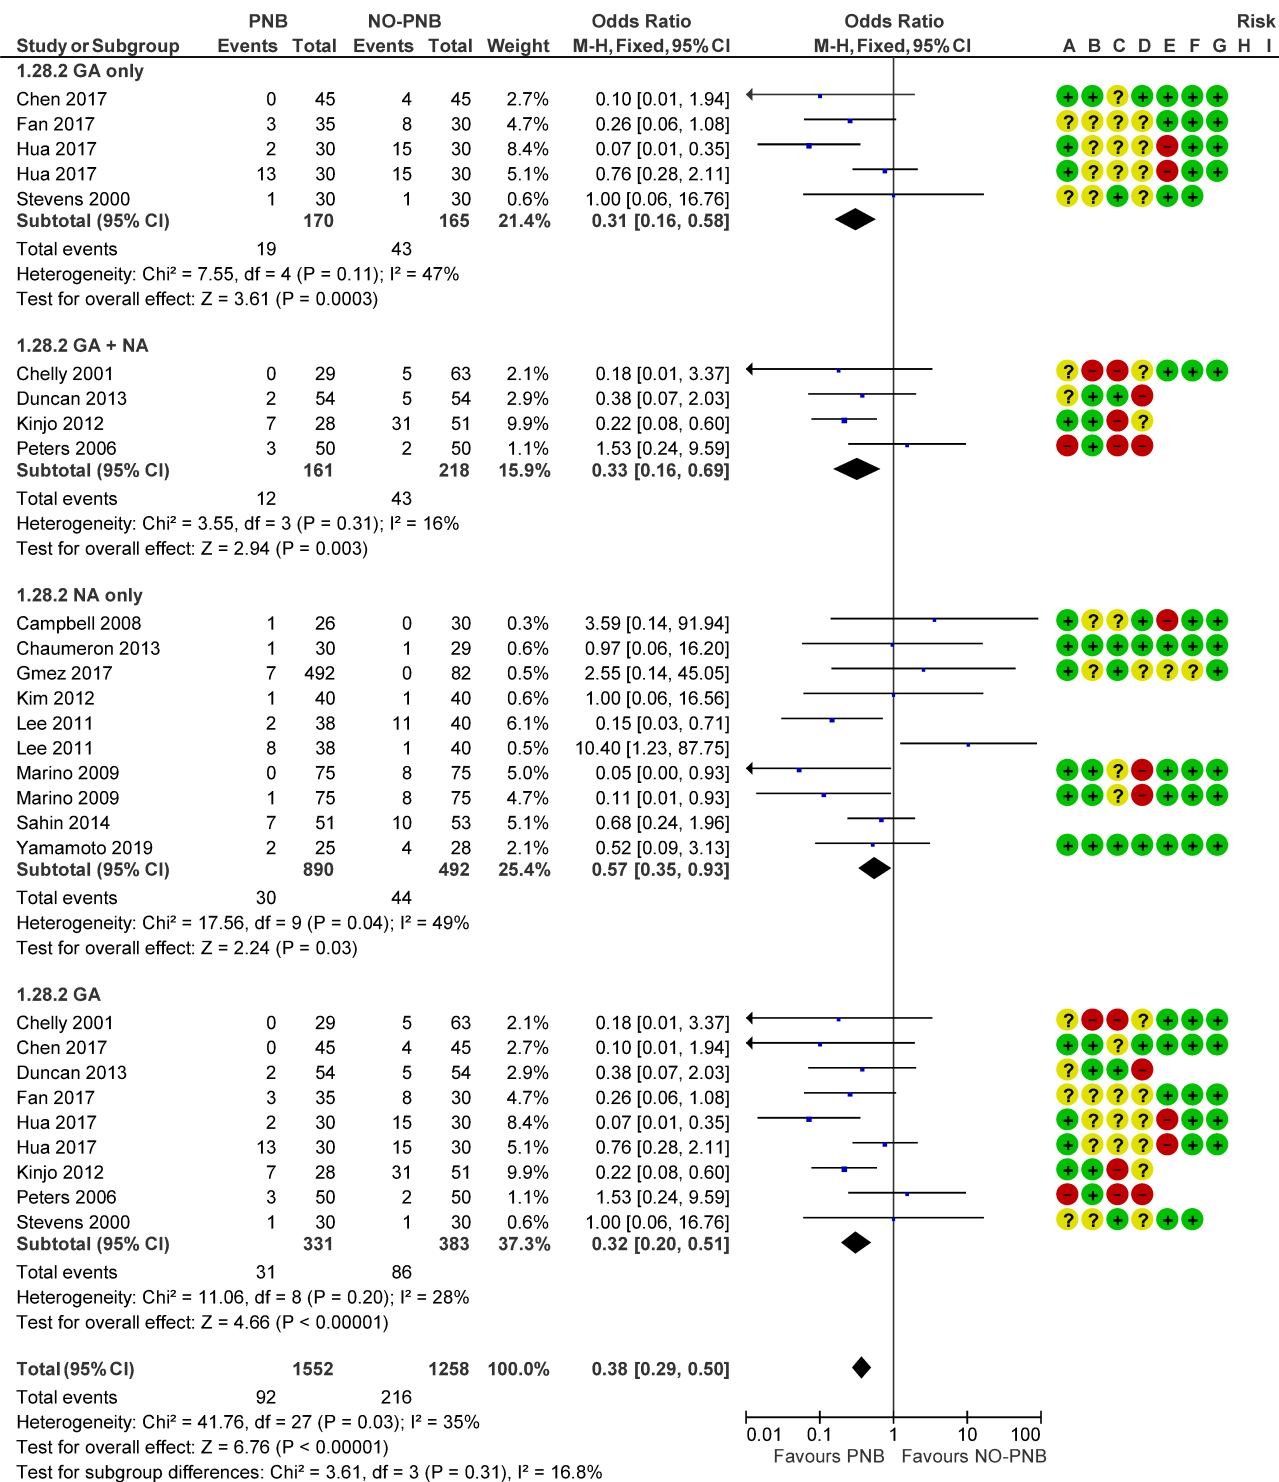 PNB NO-PNB Odds Ratio Odds Ratio Risk
Study or Subgroup Events Total Events Total Weight M-H, Fixed, 95% CI M-H, Fixed, 95% CI A B C D E F G H I
1.28.2 GA only
Chen 2017 0 45 4 45 2.7% 0.10 [0.01, 1.94] + + ? + + + +
Fan 2017 3 35 8 30 4.7% 0.26 [0.06, 1.08] ? ? ? ? + + +
Hua 2017 2 30 15 30 8.4% 0.07 [0.01, 0.35] + ? ? ? - + +
Hua 2017 13 30 15 30 5.1% 0.76 [0.28, 2.11] + ? ? ? - + +
Stevens 2000 1 30 1 30 0.6% 1.00 [0.06, 16.76] ? ? + ? + +
Subtotal (95% CI) 170 165 21.4% 0.31 [0.16, 0.58]
Total events 19 43
Heterogeneity: Chi² = 7.55, df = 4 (P = 0.11); I² = 47%
Test for overall effect: Z = 3.61 (P = 0.0003)
1.28.2 GA + NA
Chelly 2001 0 29 5 63 2.1% 0.18 [0.01, 3.37] ? - - ? + + +
Duncan 2013 2 54 5 54 2.9% 0.38 [0.07, 2.03] ? + + -
Kinjo 2012 7 28 31 51 9.9% 0.22 [0.08, 0.60] + + - ?
Peters 2006 3 50 2 50 1.1% 1.53 [0.24, 9.59] - + - -
Subtotal (95% CI) 161 218 15.9% 0.33 [0.16, 0.69]
Total events 12 43
Heterogeneity: Chi² = 3.55, df = 3 (P = 0.31); I² = 16%
Test for overall effect: Z = 2.94 (P = 0.003)
1.28.2 NA only
Campbell 2008 1 26 0 30 0.3% 3.59 [0.14, 91.94] + ? ? + - + +
Chaumeron 2013 1 30 1 29 0.6% 0.97 [0.06, 16.20] + + + + + + +
Gmez 2017 7 492 0 82 0.5% 2.55 [0.14, 45.05] + ? + ? ? ? +
Kim 2012 1 40 1 40 0.6% 1.00 [0.06, 16.56]
Lee 2011 2 38 11 40 6.1% 0.15 [0.03, 0.71]
Lee 2011 8 38 1 40 0.5% 10.40 [1.23, 87.75]
Marino 2009 0 75 8 75 5.0% 0.05 [0.00, 0.93] + + ? - + + +
Marino 2009 1 75 8 75 4.7% 0.11 [0.01, 0.93] + + ? - + + +
Sahin 2014 7 51 10 53 5.1% 0.68 [0.24, 1.96]
Yamamoto 2019 2 25 4 28 2.1% 0.52 [0.09, 3.13] + + + + + + +
Subtotal (95% CI) 890 492 25.4% 0.57 [0.35, 0.93]
Total events 30 44
Heterogeneity: Chi² = 17.56, df = 9 (P = 0.04); I² = 49%
Test for overall effect: Z = 2.24 (P = 0.03)
1.28.2 GA
Chelly 2001 0 29 5 63 2.1% 0.18 [0.01, 3.37] ? - - ? + + +
Chen 2017 0 45 4 45 2.7% 0.10 [0.01, 1.94] + + ? + + + +
Duncan 2013 2 54 5 54 2.9% 0.38 [0.07, 2.03] ? + + -
Fan 2017 3 35 8 30 4.7% 0.26 [0.06, 1.08] ? ? ? ? + + +
Hua 2017 2 30 15 30 8.4% 0.07 [0.01, 0.35] + ? ? ? - + +
Hua 2017 13 30 15 30 5.1% 0.76 [0.28, 2.11] + ? ? ? - + +
Kinjo 2012 7 28 31 51 9.9% 0.22 [0.08, 0.60] + + - ?
Peters 2006 3 50 2 50 1.1% 1.53 [0.24, 9.59] - + - -
Stevens 2000 1 30 1 30 0.6% 1.00 [0.06, 16.76] ? ? + ? + +
Subtotal (95% CI) 331 383 37.3% 0.32 [0.20, 0.51]
Total events 31 86
Heterogeneity: Chi² = 11.06, df = 8 (P = 0.20); I² = 28%
Test for overall effect: Z = 4.66 (P < 0.00001)
Total (95% CI) 1552 1258 100.0% 0.38 [0.29, 0.50]
Total events 92 216
Heterogeneity: Chi² = 41.76, df = 27 (P = 0.03); I² = 35%
0.01 0.1 1 10 100
Test for overall effect: Z = 6.76 (P < 0.00001)
Favours PNB Favours NO-PNB
Test for subgroup differences: Chi² = 3.61, df = 3 (P = 0.31), I² = 16.8%